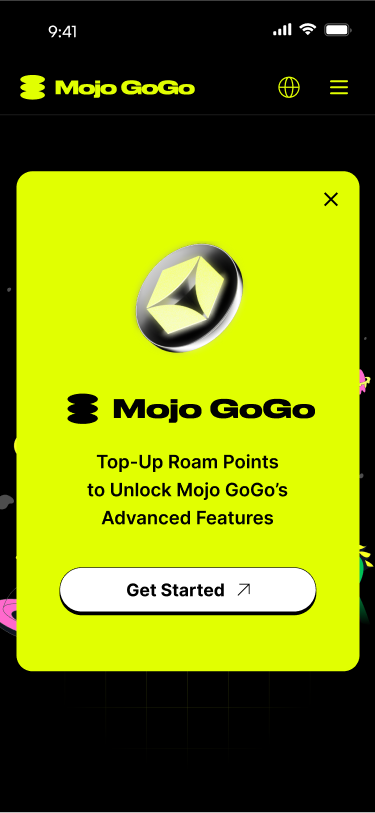 9:41
Mojo GoGo
Mojo GoGo
Top-Up Roam Points
to Unlock Mojo GoGo’s
Advanced Features
Get Started